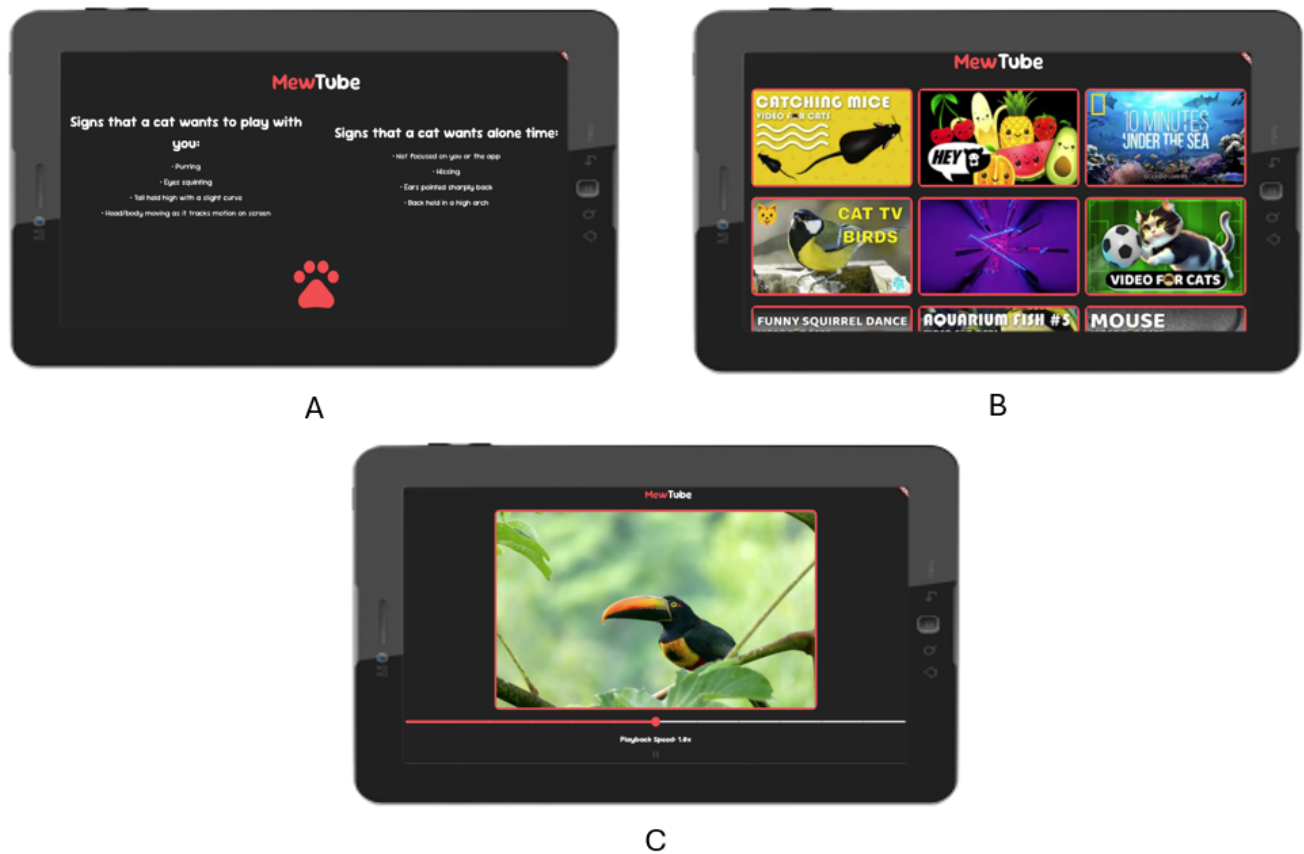 MewTube
Signs that a cat wants to play with
you:
• Purring
• Eyes squinting
• Tail held high with a slight curve
• Head/body moving as it tracks motion on screen
Signs that a cat wants alone time:
• Not focused on you or the app
• Hissing
• Ears pointed sharply back
• Back held in a high arch
A
MewTube
CATCHING MICE
VIDEO FOR CATS
HEY
10 MINUTES
UNDER THE SEA
CAT TV
BIRDS
VIDEO FOR CATS
FUNNY SQUIRREL DANCE
AQUARIUM FISH #5
MOUSE
B
MewTube
Playback Speed: 1.0x
C